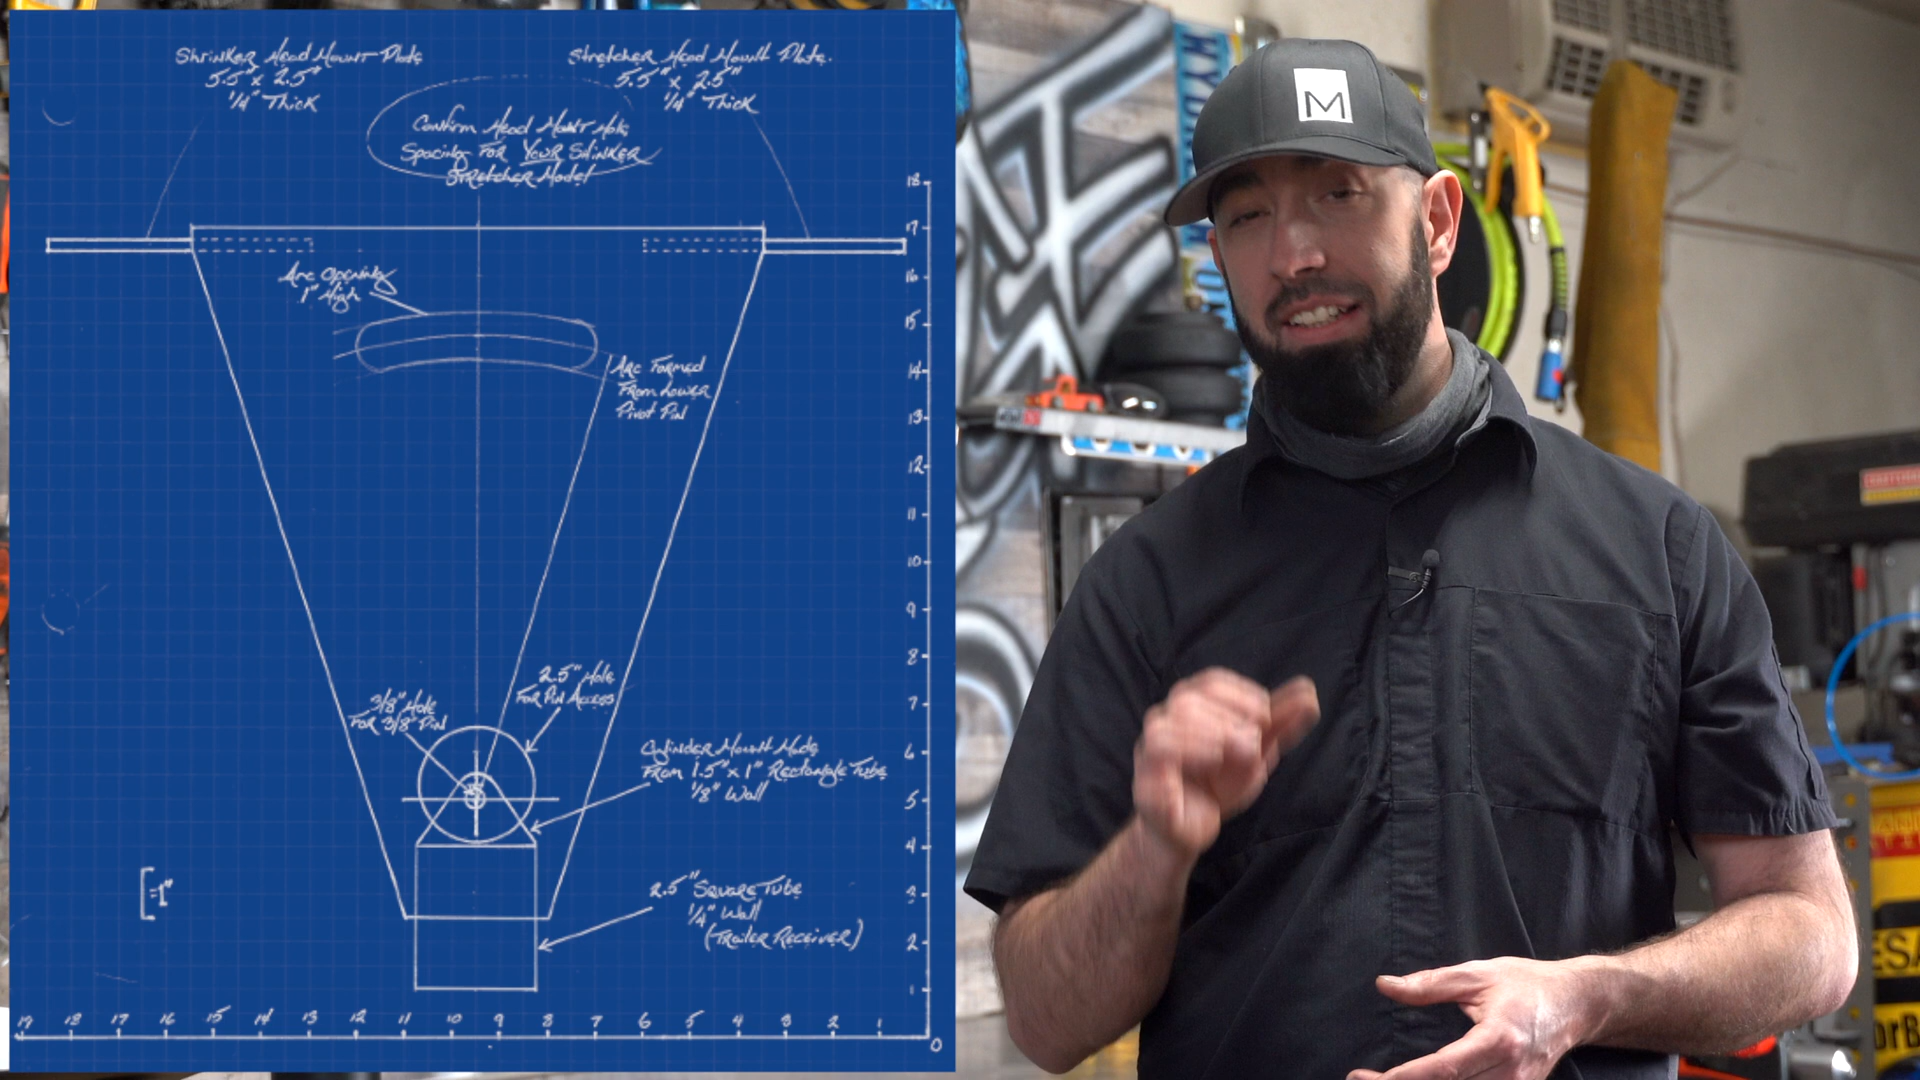 Shrinker Head Mount Plate
5.5" x 2.5"
1/4" Thick
Stretcher Head Mount Plate.
5.5" x 2.5"
1/4" Thick
Confirm Head Mount Hole
Spacing For Your Shinker
Stretcher Model
Arc Opening
1" High
Arc Formed
From Lower
Pivot Pin
2.5" Hole
For Pin Access
3/8" Hole
For 3/8" Pin
Cylinder Mount Made
From 1.5" x 1" Rectangle Tube
1/8" Wall
2.5" Square Tube
1/4" Wall
(Trailer Receiver)
[=1"
18
17
16
15
14
13
12
11
10
9
8
7
6
5
4
3
2
1
19 18 17 16 15 14 13 12 11 10 9 8 7 6 5 4 3 2 1 0
M